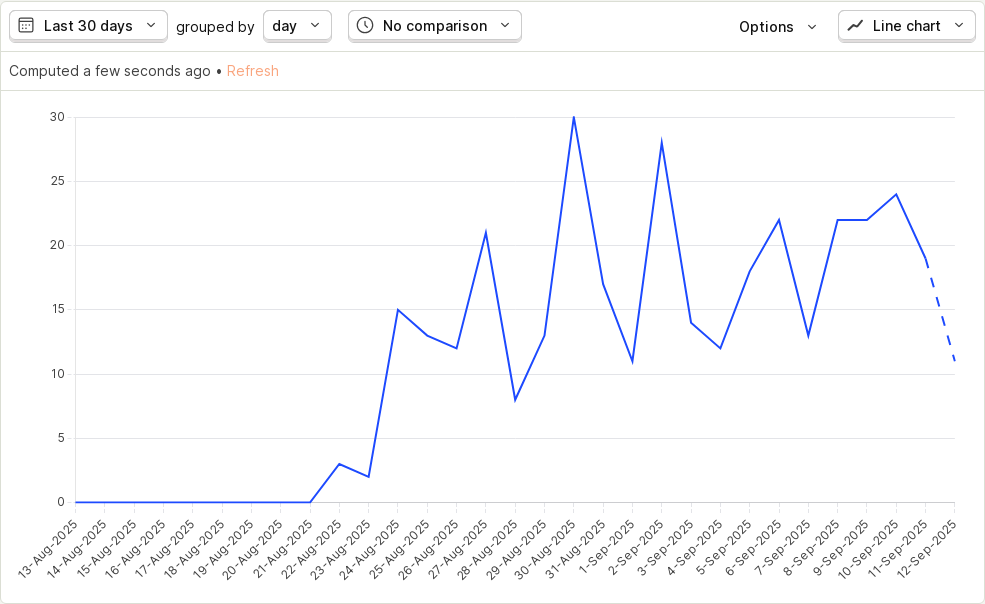 Last 30 days grouped by day No comparison Options Line chart
Computed a few seconds ago • Refresh
30
25
20
15
10
5
0
13-Aug-2025
14-Aug-2025
15-Aug-2025
16-Aug-2025
17-Aug-2025
18-Aug-2025
19-Aug-2025
20-Aug-2025
21-Aug-2025
22-Aug-2025
23-Aug-2025
24-Aug-2025
25-Aug-2025
26-Aug-2025
27-Aug-2025
28-Aug-2025
29-Aug-2025
30-Aug-2025
31-Aug-2025
1-Sep-2025
2-Sep-2025
3-Sep-2025
4-Sep-2025
5-Sep-2025
6-Sep-2025
7-Sep-2025
8-Sep-2025
9-Sep-2025
10-Sep-2025
11-Sep-2025
12-Sep-2025